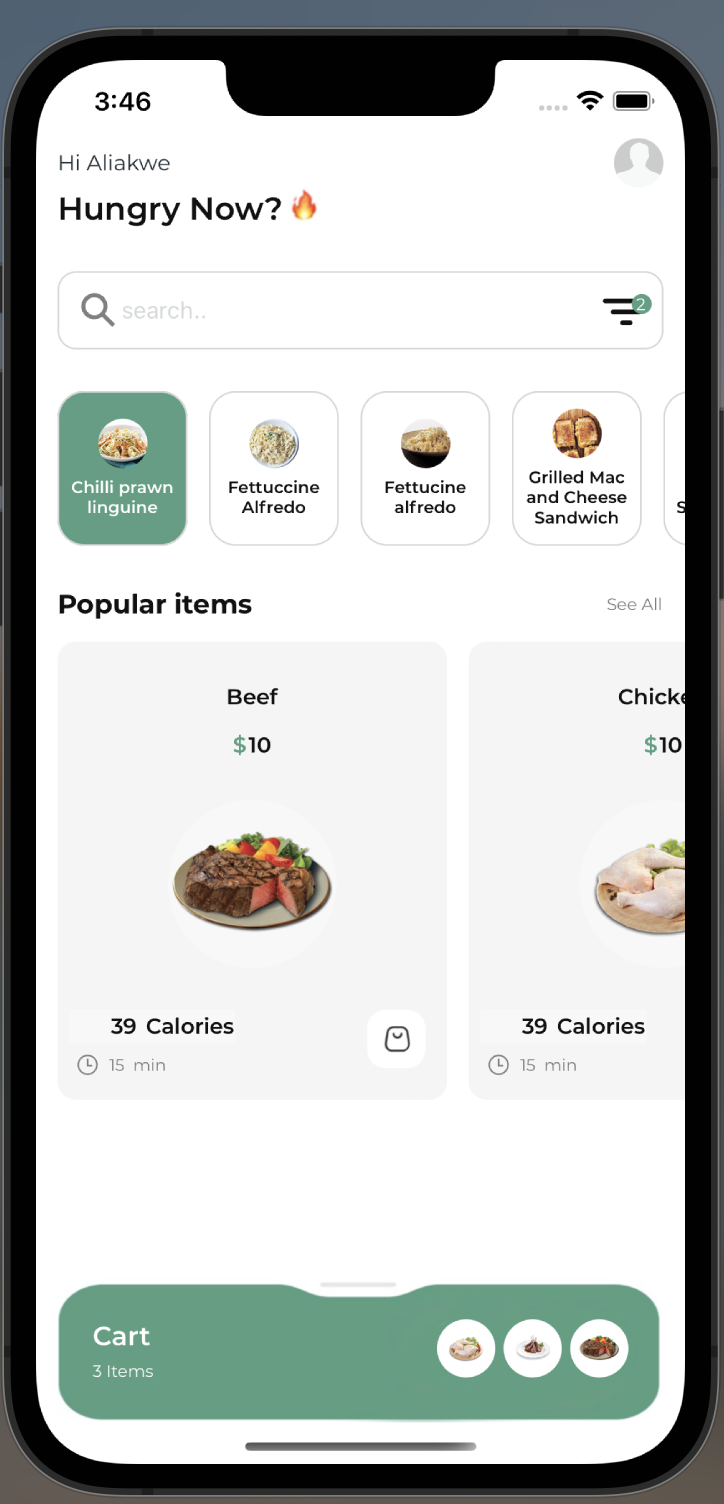 3:46
Hi Aliakwe
Hungry Now? 🔥
search..
2
Chilli prawn
linguine
Fettuccine
Alfredo
Fettucine
alfredo
Grilled Mac
and Cheese
Sandwich
S
Popular items
See All
Beef
$10
39 Calories
15 min
Chicke
$10
39 Calories
15 min
Cart
3 Items